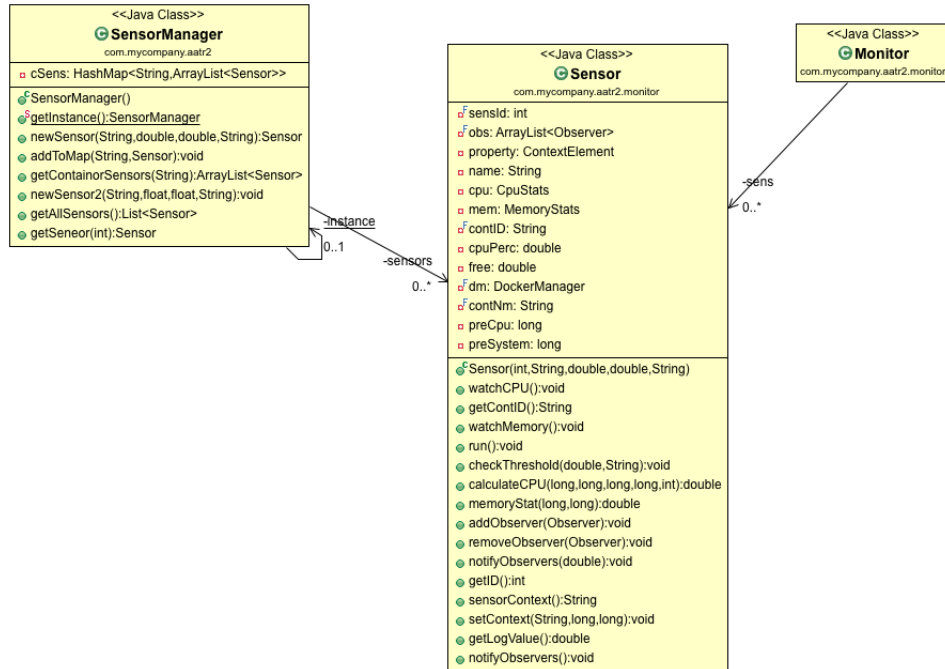 <<Java Class>>
SensorManager
com.mycompany.aatr2
cSens: HashMap<String,ArrayList<Sensor>>
SensorManager()
getInstance():SensorManager
newSensor(String,double,double,String):Sensor
addToMap(String,Sensor):void
getContainorSensors(String):ArrayList<Sensor>
newSensor2(String,float,float,String):void
getAllSensors():List<Sensor>
getSeneor(int):Sensor
-instance
0..1
-sensors
0..*
<<Java Class>>
Sensor
com.mycompany.aatr2.monitor
sensId: int
obs: ArrayList<Observer>
property: ContextElement
name: String
cpu: CpuStats
mem: MemoryStats
contID: String
cpuPerc: double
free: double
dm: DockerManager
contNm: String
preCpu: long
preSystem: long
Sensor(int,String,double,double,String)
watchCPU():void
getContID():String
watchMemory():void
run():void
checkThreshold(double,String):void
calculateCPU(long,long,long,long,int):double
memoryStat(long,long):double
addObserver(Observer):void
removeObserver(Observer):void
notifyObservers(double):void
getID():int
sensorContext():String
setContext(String,long,long):void
getLogValue():double
notifyObservers():void
<<Java Class>>
Monitor
com.mycompany.aatr2.monitor
-sens
0..*